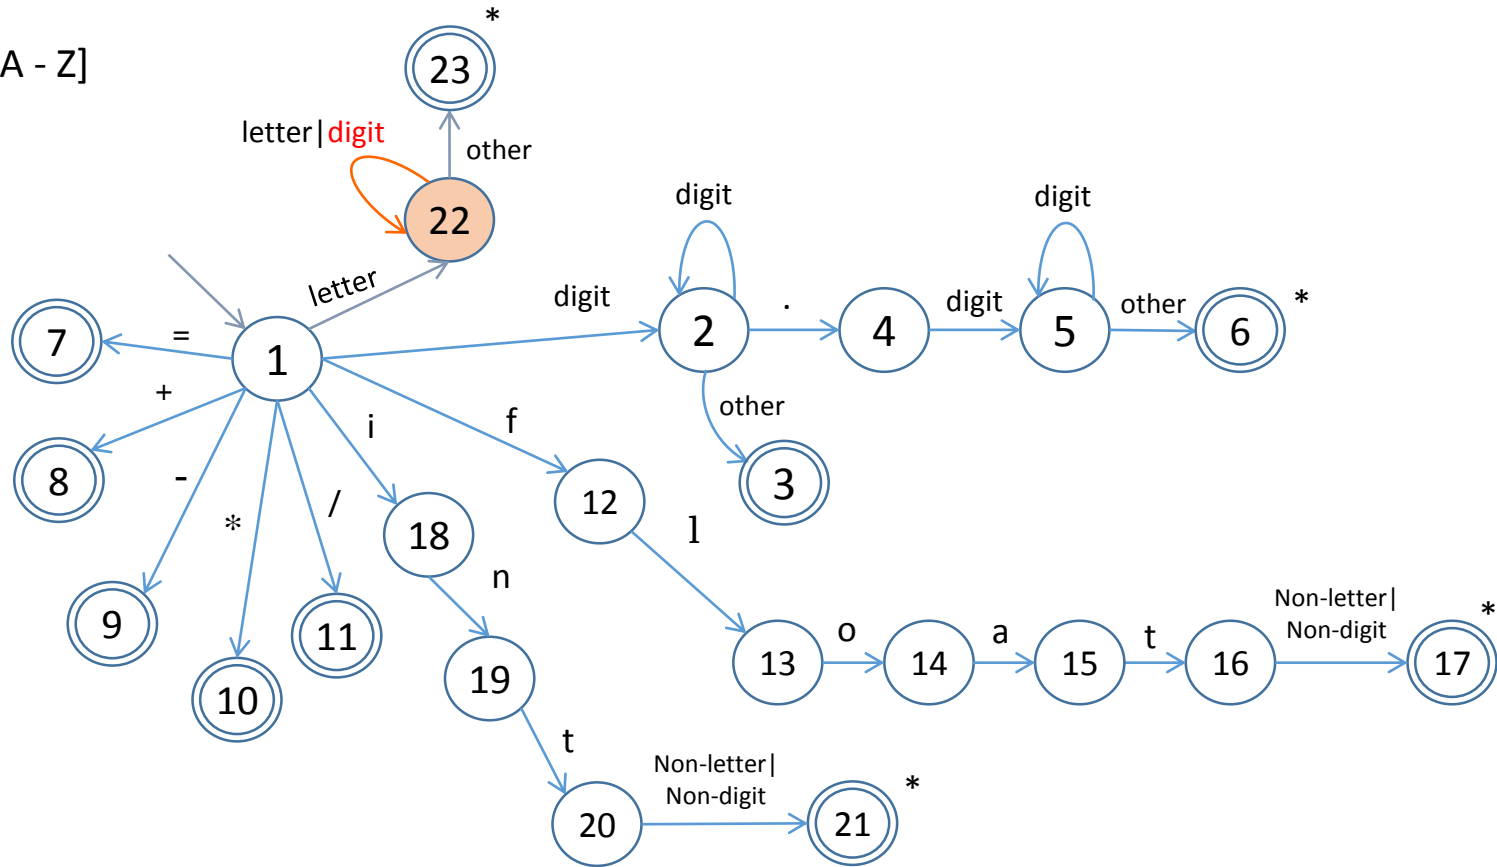 *
23
A - Z]
letter|digit
other
22
digit
digit
letter
digit
.
digit
other
*
7
=
1
2
4
5
6
+
other
i
f
8
-
3
*
/
12
18
l
n
9
11
Non-letter|
Non-digit
*
10
19
13
o
14
a
15
t
16
17
t
Non-letter|
Non-digit
*
20
21